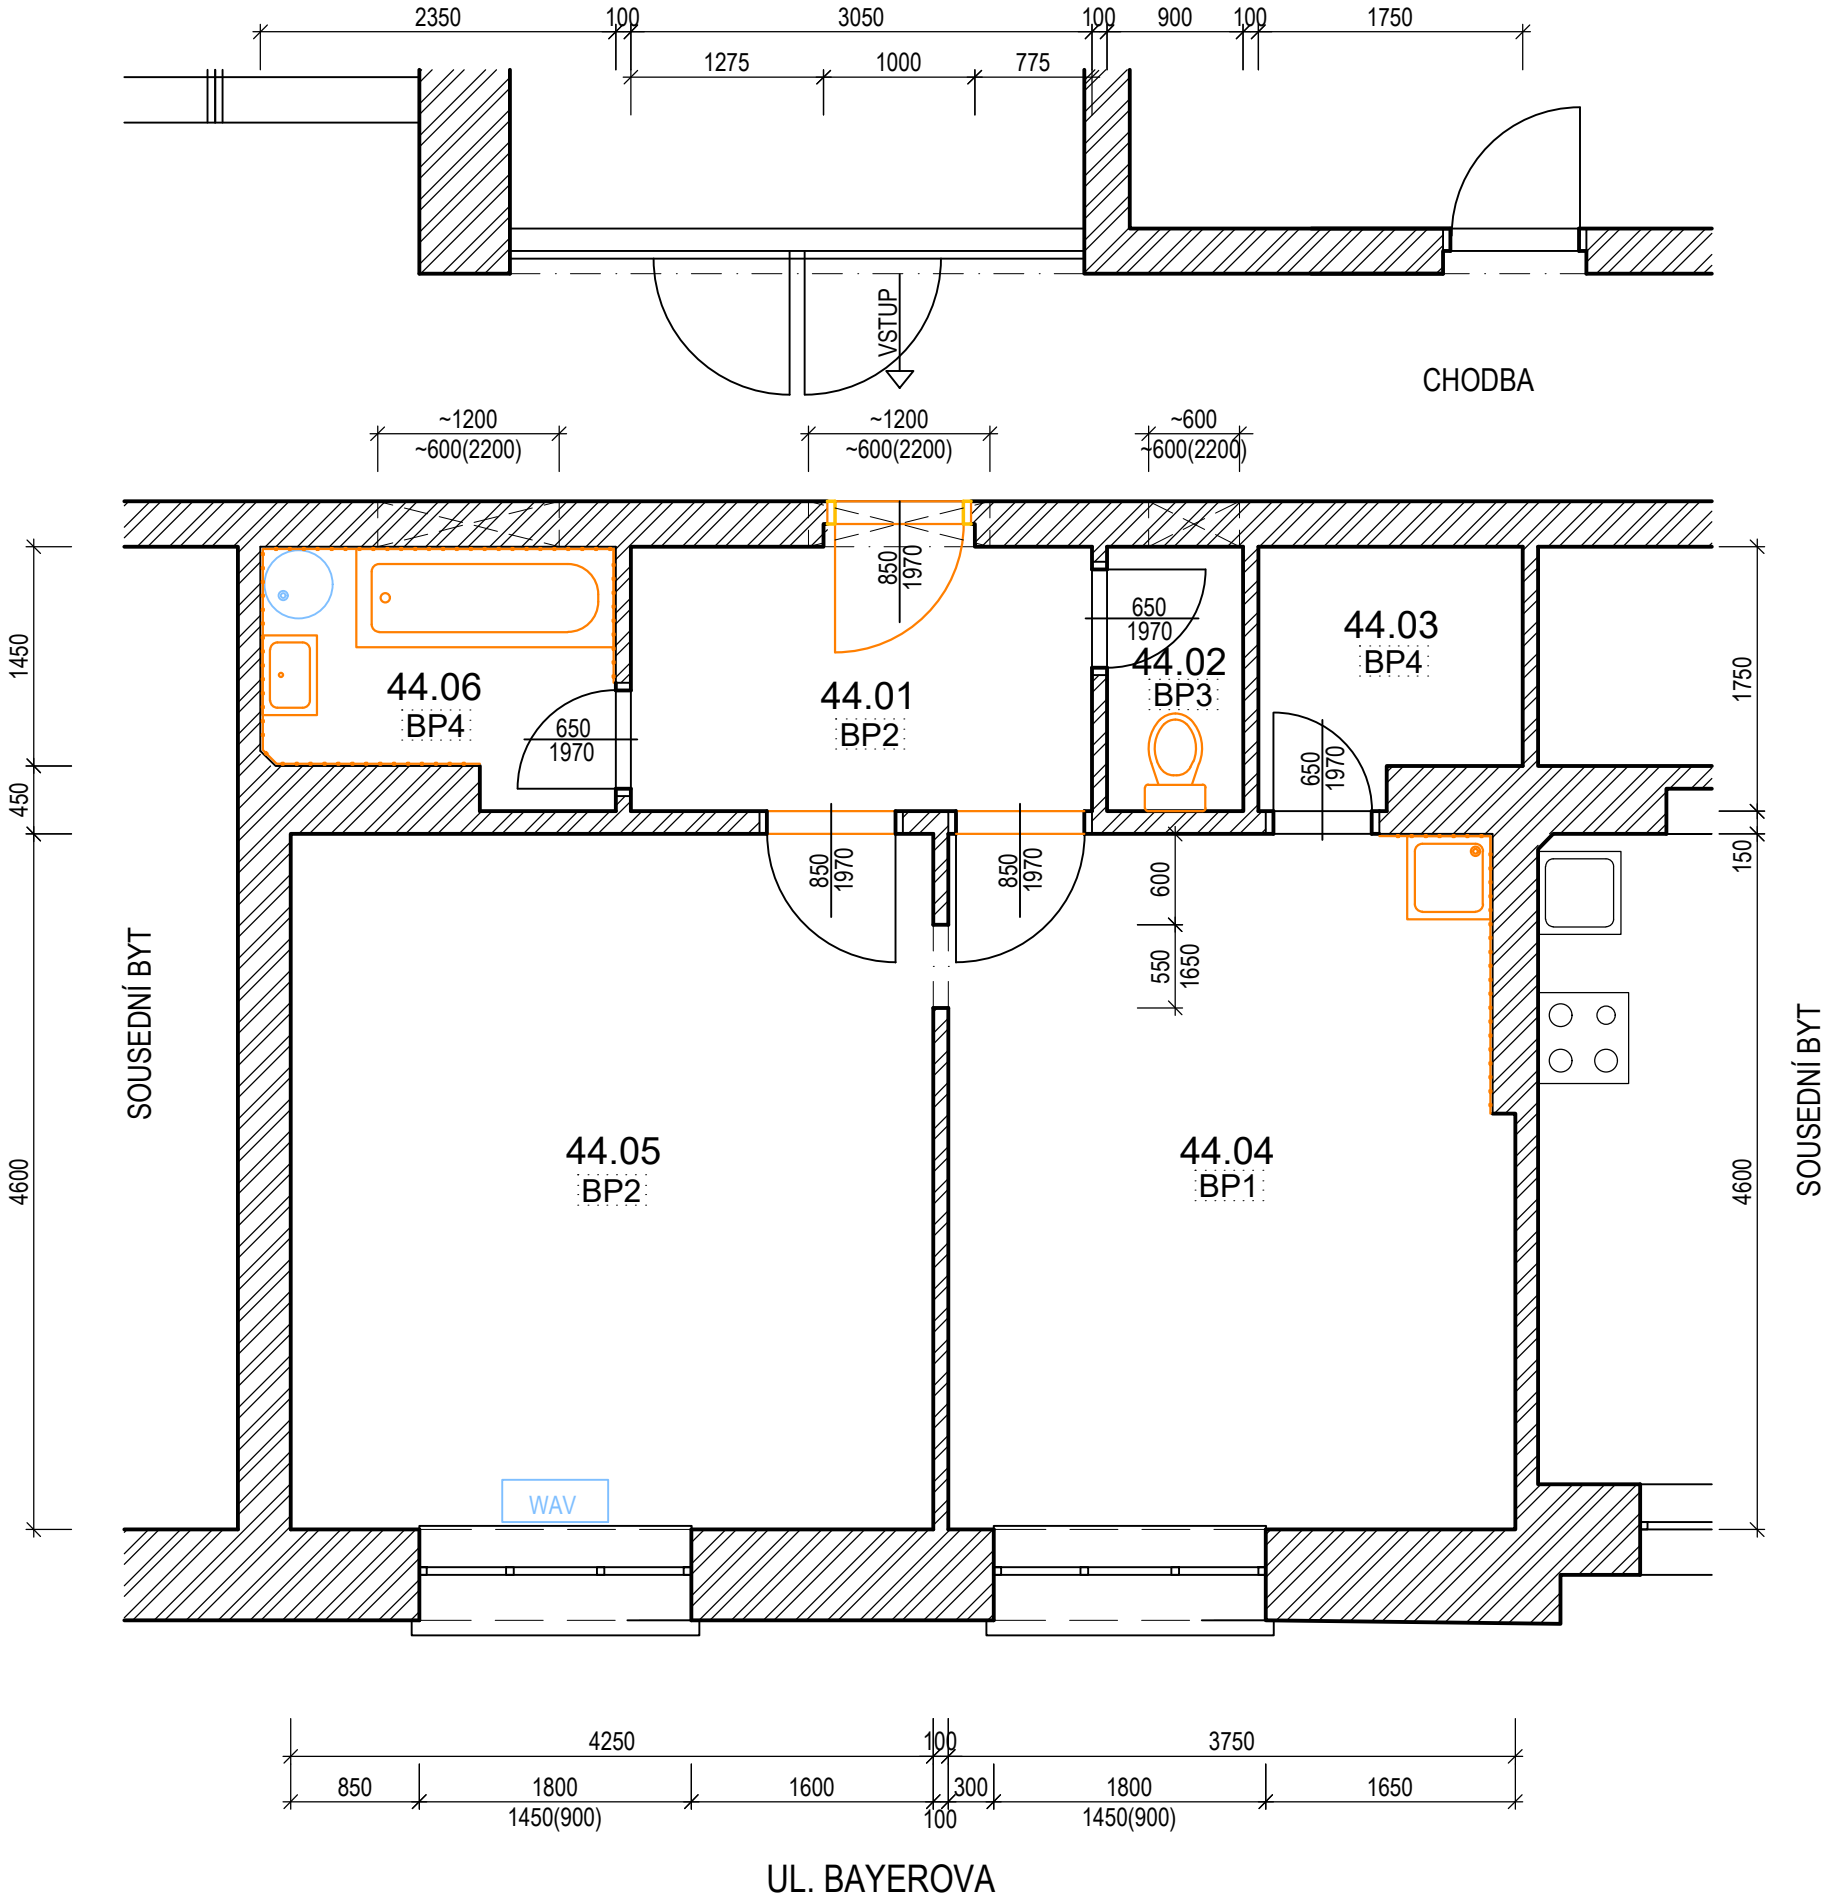 2350 100 3050 100 900 100 1750
1275 1000 775
VSTUP
CHODBA
~1200 ~1200 ~600
~600(2200) ~600(2200) ~600(2200)
850
1970
650
1970
44.03
BP4
44.02
BP3
44.06
BP4
44.01
BP2
650
1970
650
1970
1450
450
4600
1750
150
4600
850
1970
850
1970
600
550
1650
SOUSEDNÍ BYT
SOUSEDNÍ BYT
44.05
BP2
44.04
BP1
WAV
4250 100 3750
850 1800 1600 300 1800 1650
1450(900) 100 1450(900)
UL. BAYEROVA